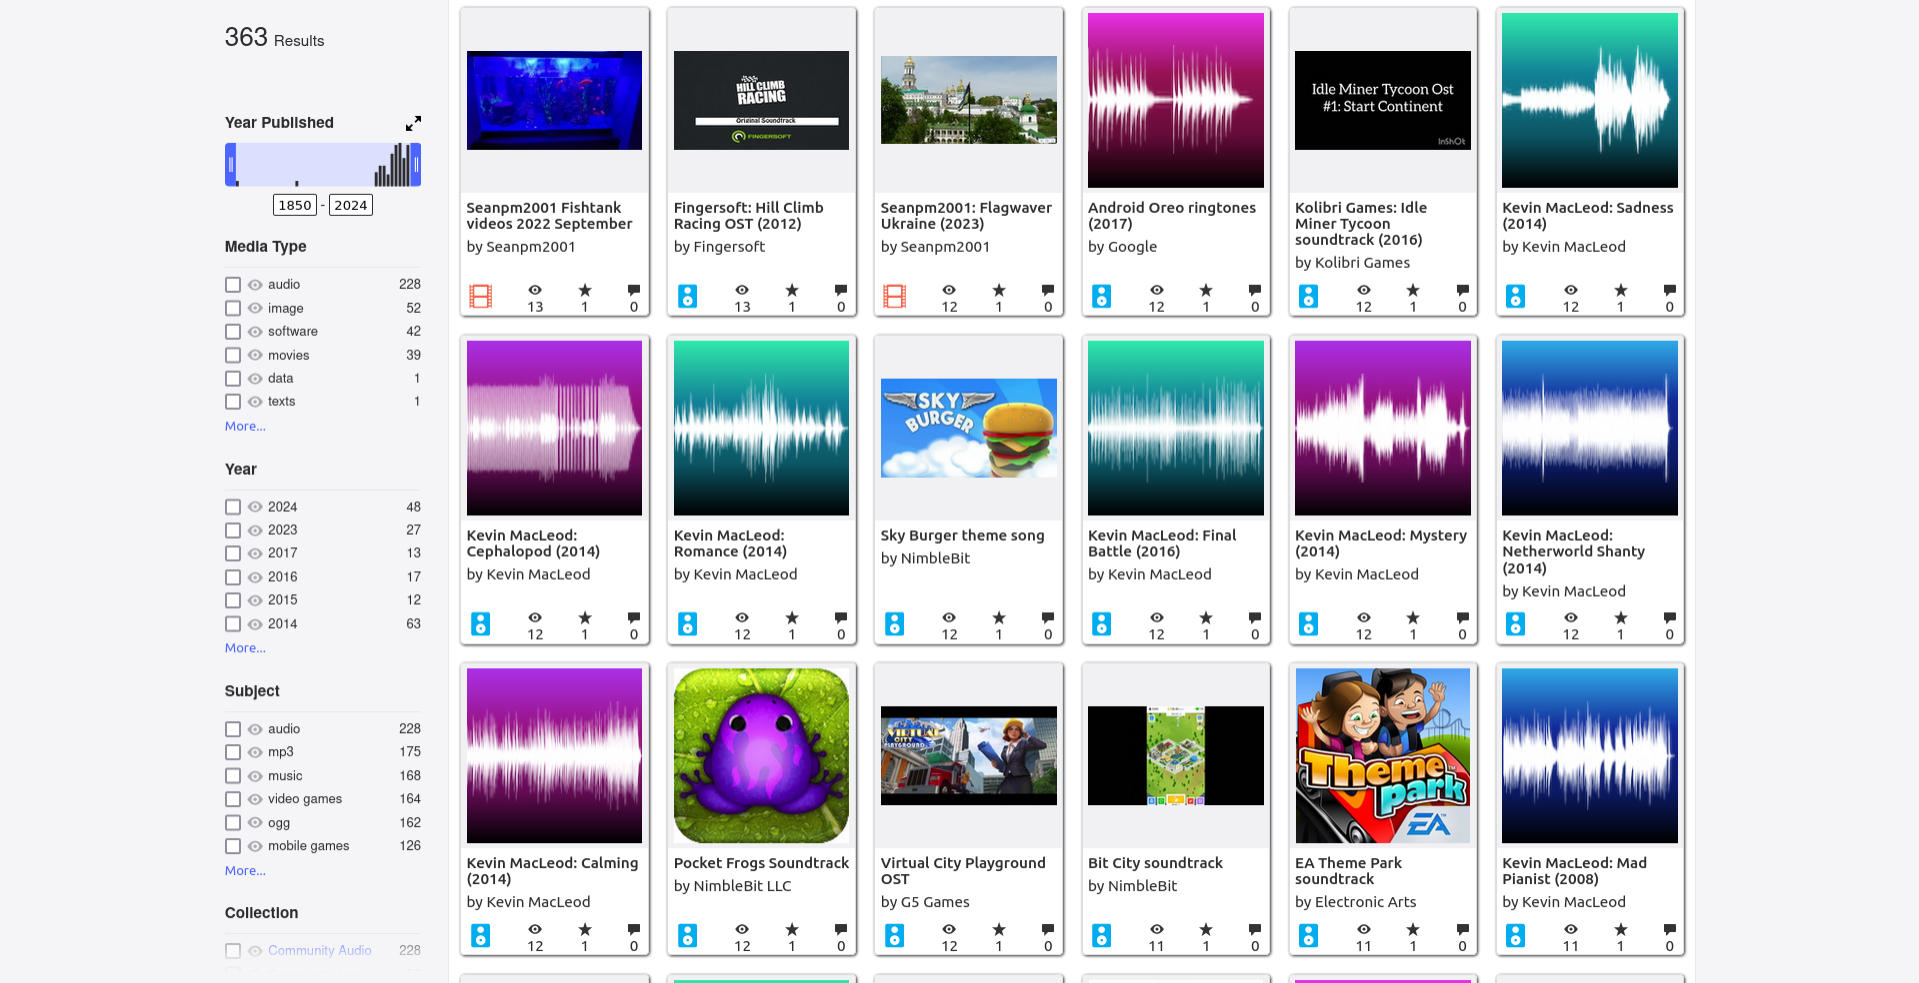 363 Results
Year Published
1850 - 2024
Media Type
audio 228
image 52
software 42
movies 39
data 1
texts 1
More...
Year
2024 48
2023 27
2017 13
2016 17
2015 12
2014 63
More...
Subject
audio 228
mp3 175
music 168
video games 164
ogg 162
mobile games 126
More...
Collection
Community Audio 228
Seanpm2001 Fishtank
videos 2022 September
by Seanpm2001
13 1 0
HILL CLIMB
RACING
Original Soundtrack
FINGERSOFT
Fingersoft: Hill Climb
Racing OST (2012)
by Fingersoft
13 1 0
Seanpm2001: Flagwaver
Ukraine (2023)
by Seanpm2001
12 1 0
Android Oreo ringtones
(2017)
by Google
12 1 0
Idle Miner Tycoon Ost
#1: Start Continent
InShOt
Kolibri Games: Idle
Miner Tycoon
soundtrack (2016)
by Kolibri Games
12 1 0
Kevin MacLeod: Sadness
(2014)
by Kevin MacLeod
12 1 0
Kevin MacLeod:
Cephalopod (2014)
by Kevin MacLeod
12 1 0
Kevin MacLeod:
Romance (2014)
by Kevin MacLeod
12 1 0
SKY
BURGER
Sky Burger theme song
by NimbleBit
12 1 0
Kevin MacLeod: Final
Battle (2016)
by Kevin MacLeod
12 1 0
Kevin MacLeod: Mystery
(2014)
by Kevin MacLeod
12 1 0
Kevin MacLeod:
Netherworld Shanty
(2014)
by Kevin MacLeod
12 1 0
Kevin MacLeod: Calming
(2014)
by Kevin MacLeod
12 1 0
Pocket Frogs Soundtrack
by NimbleBit LLC
12 1 0
VIRTUAL
CITY
PLAYGROUND
Virtual City Playground
OST
by G5 Games
12 1 0
Bit City soundtrack
by NimbleBit
11 1 0
Theme
park
EA
EA Theme Park
soundtrack
by Electronic Arts
11 1 0
Kevin MacLeod: Mad
Pianist (2008)
by Kevin MacLeod
11 1 0